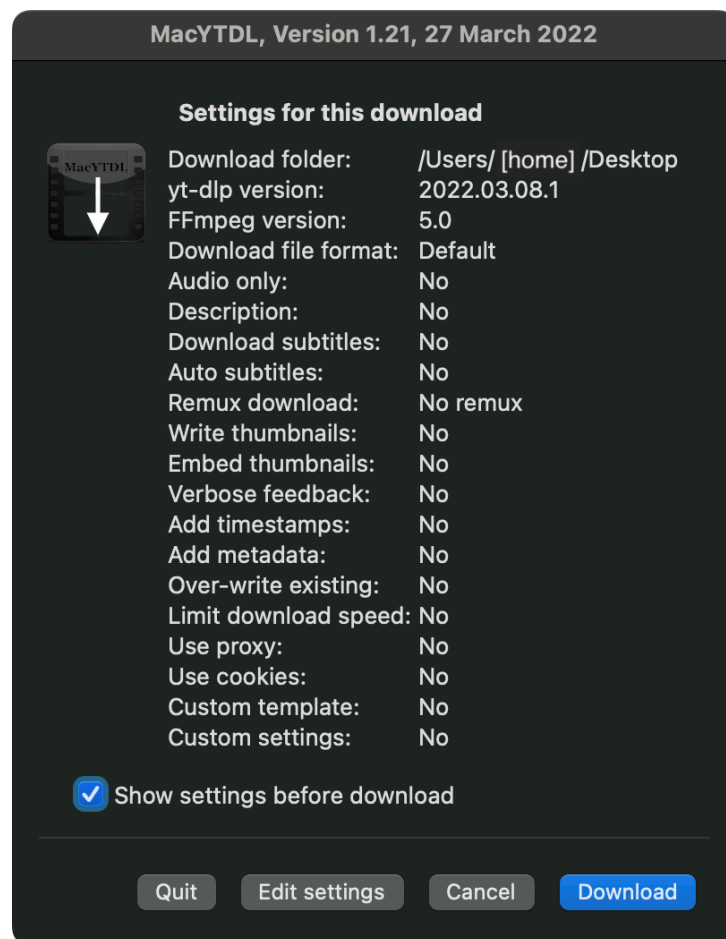 MacYTDL, Version 1.21, 27 March 2022
Settings for this download
MacYTDL
Download folder: /Users/ [home] /Desktop
yt-dlp version: 2022.03.08.1
FFmpeg version: 5.0
Download file format: Default
Audio only: No
Description: No
Download subtitles: No
Auto subtitles: No
Remux download: No remux
Write thumbnails: No
Embed thumbnails: No
Verbose feedback: No
Add timestamps: No
Add metadata: No
Over-write existing: No
Limit download speed: No
Use proxy: No
Use cookies: No
Custom template: No
Custom settings: No
Show settings before download
Quit Edit settings Cancel Download